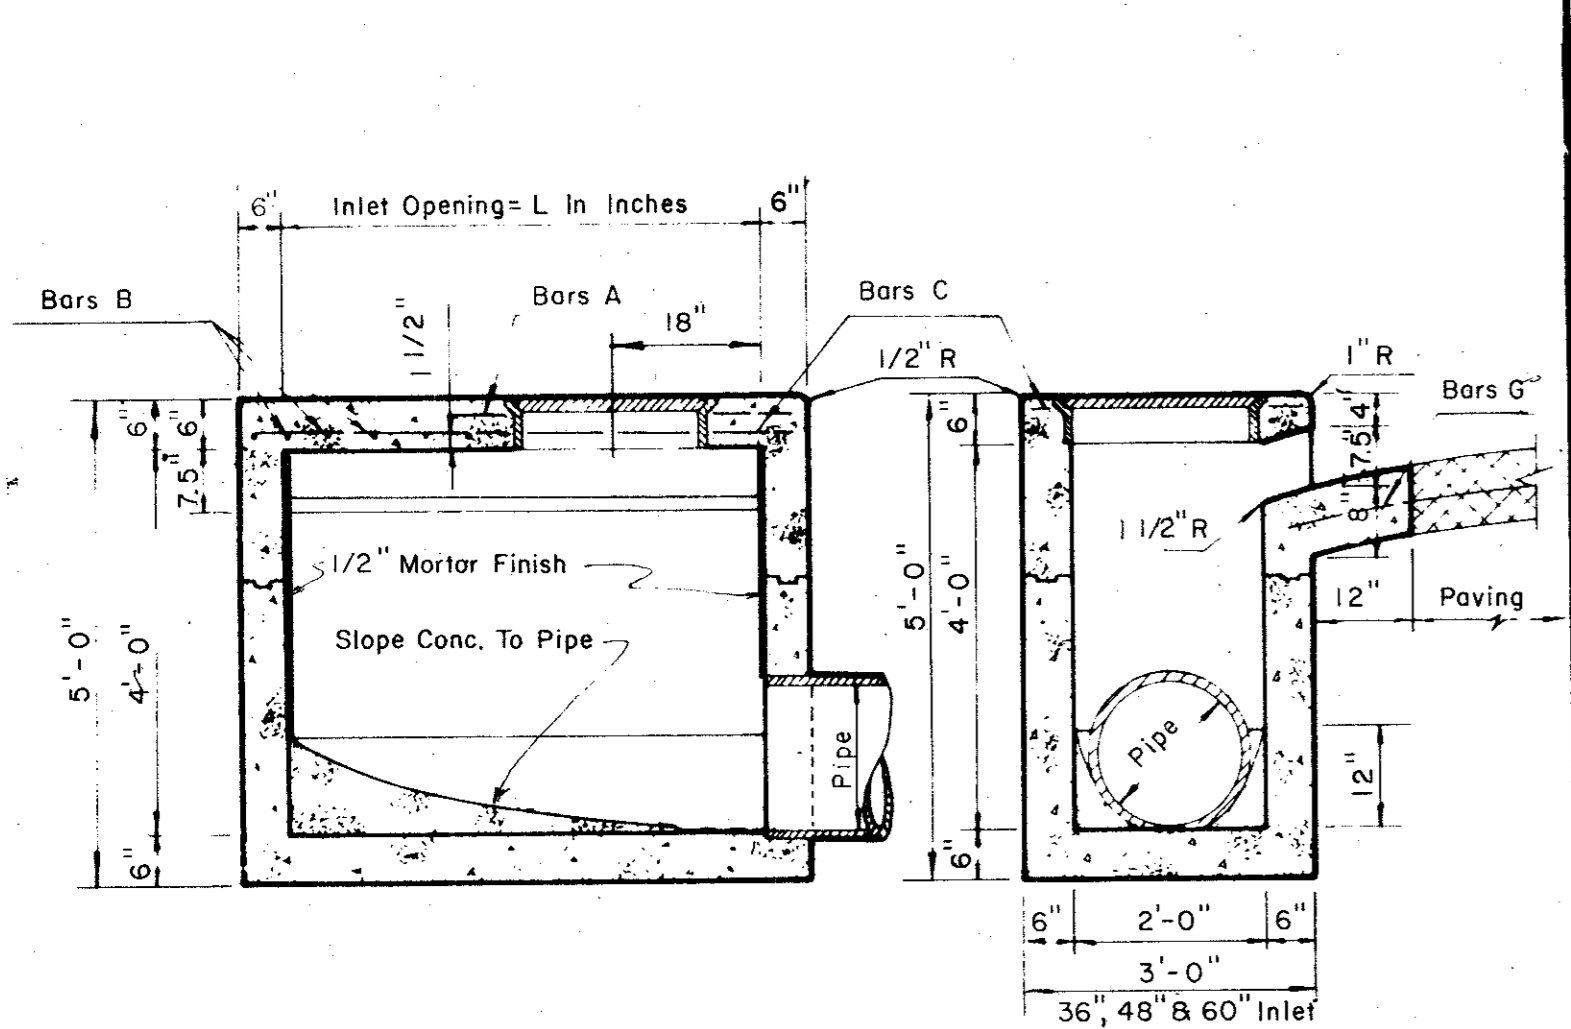 6" Inlet Opening= L In Inches 6"
Bars B
Bars A
Bars C
1 1/2"
18"
1/2" R
1" R
Bars G
6"
6"
7.5"
6"
4"
7.5"
8"
1 1/2" R
1/2" Mortar Finish
Slope Conc. To Pipe
5'-0"
4'-0"
6"
Pipe
5'-0"
4'-0"
6"
Pipe
12"
Paving
12"
6" 2'-0" 6"
3'-0"
36", 48" & 60" Inlet